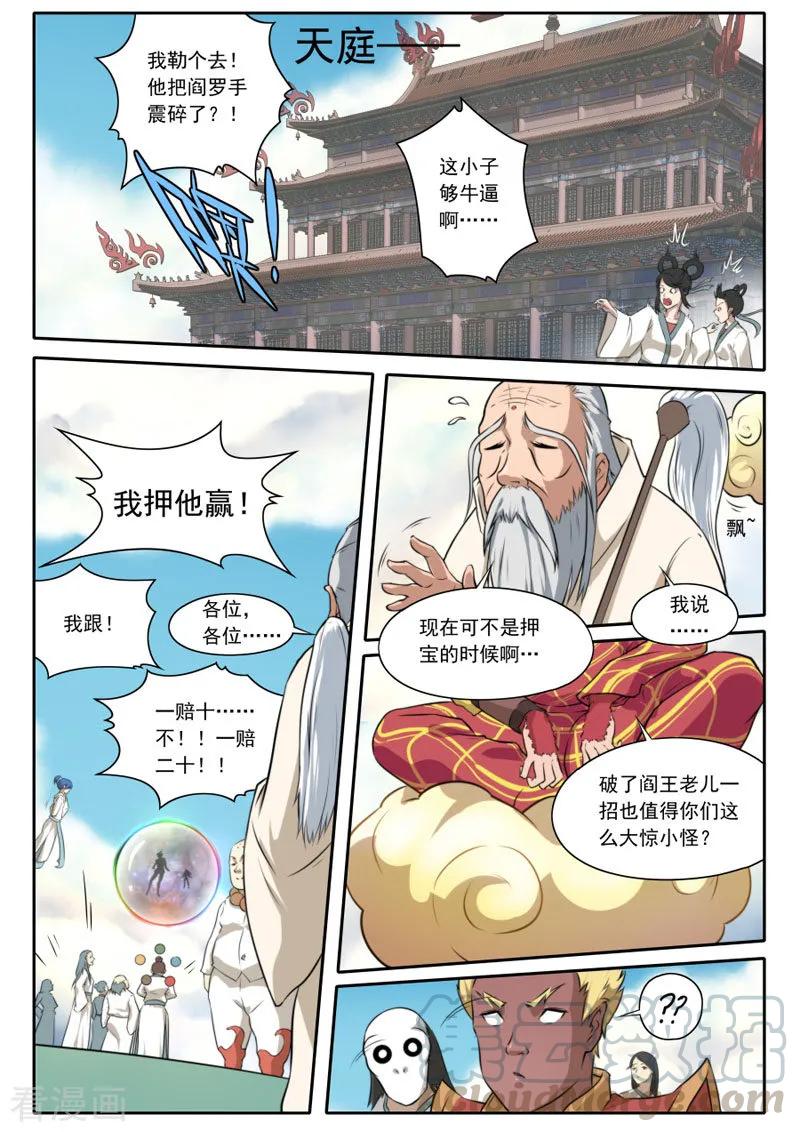 天庭——
我勒个去！
他把阎罗手
震碎了？！
这小子
够牛逼
啊……
我押他赢！
我跟！
各位，
各位……
一赔十……
不！！一赔
二十！！
飘~
现在可不是押
宝的时候啊…
我说
……
破了阎王老儿一
招也值得你们这
么大惊小怪？
??
看漫画